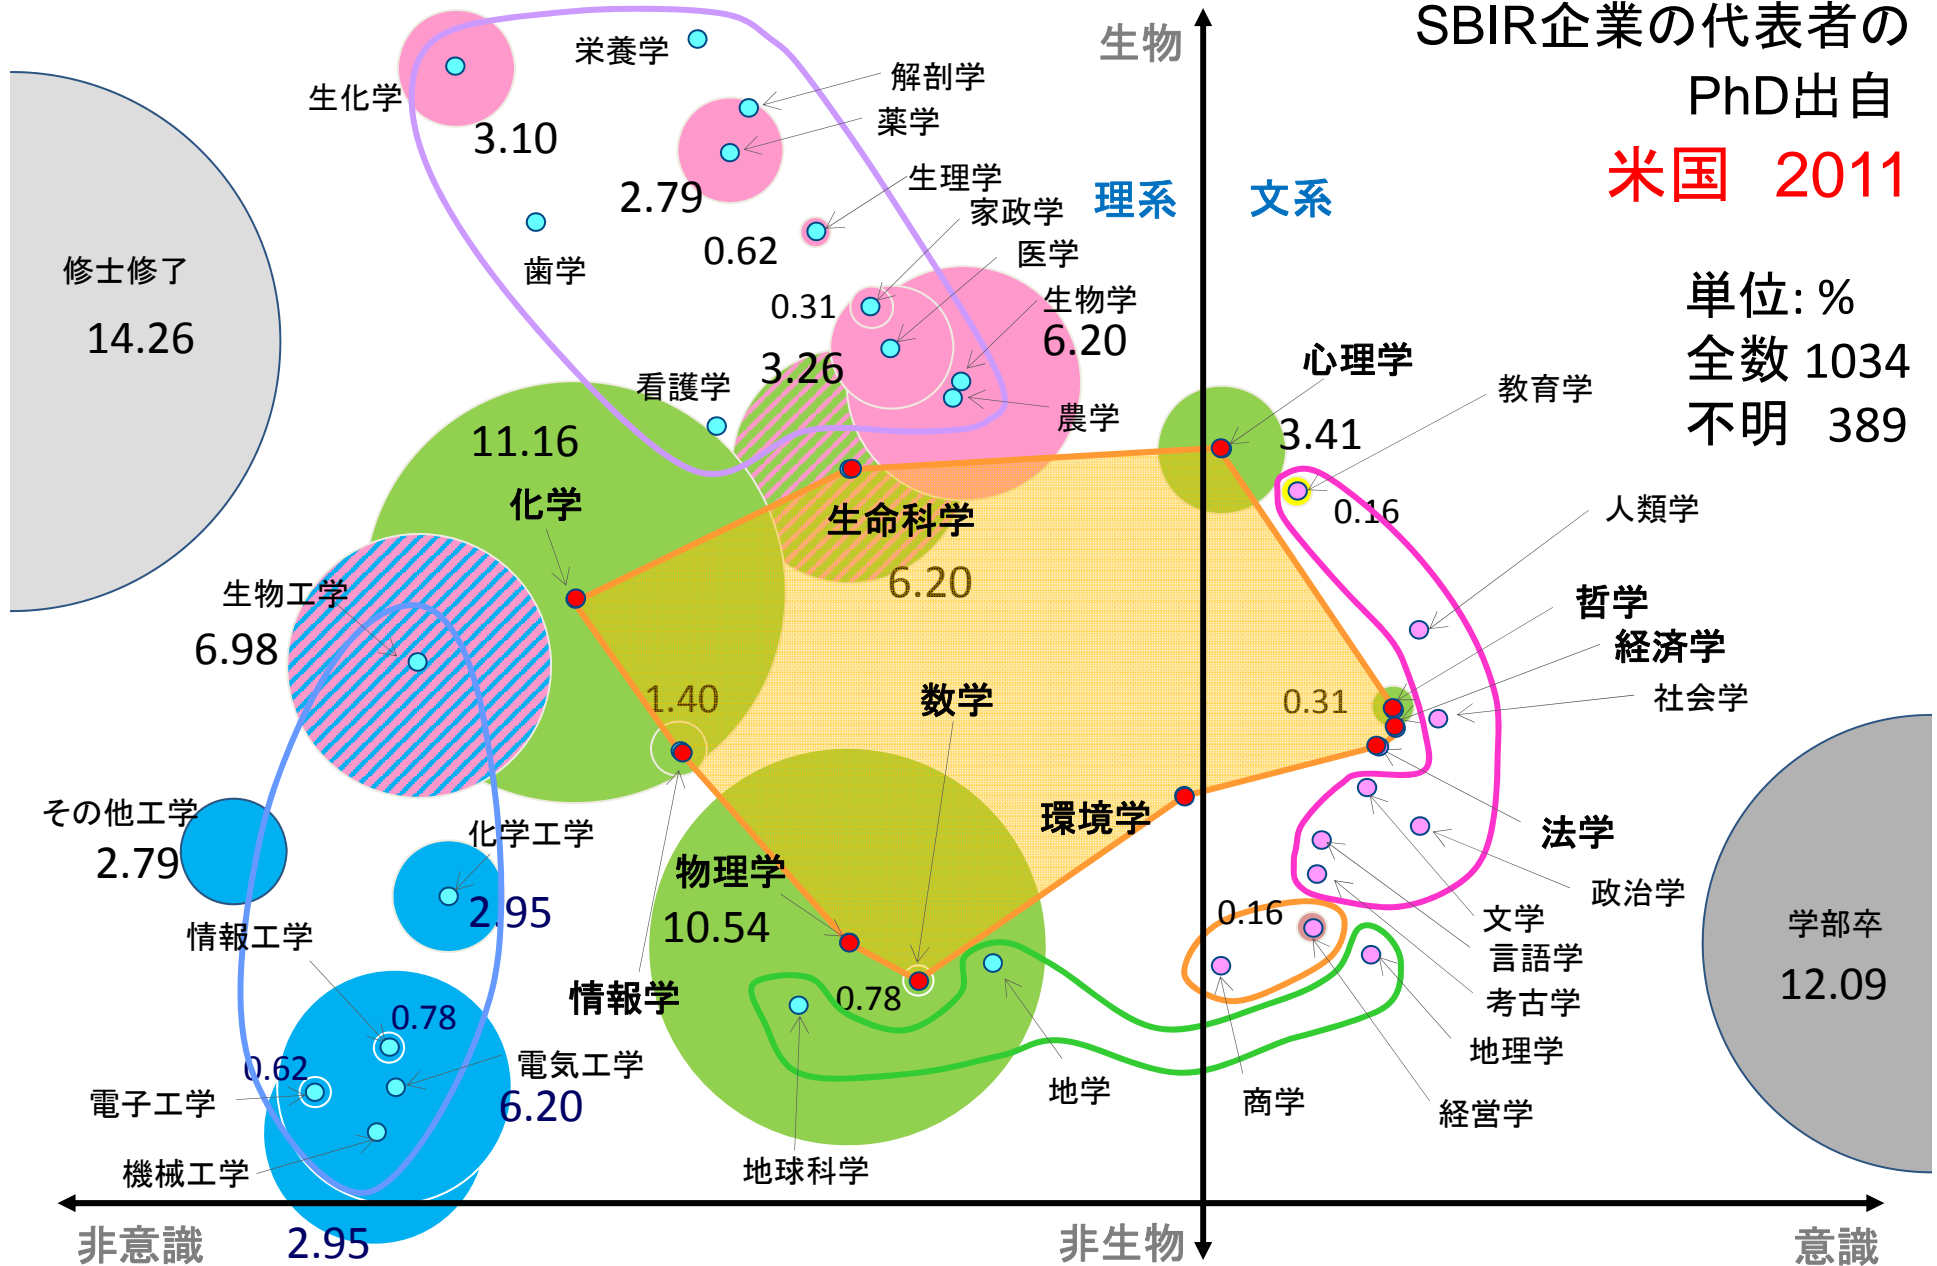 SBIR企業の代表者の
PhD出自
米国 2011
単位: %
全数 1034
不明 389
生物
理系
文系
非生物
非意識
意識
修士修了
14.26
学部卒
12.09
生化学
3.10
栄養学
解剖学
薬学
2.79
生理学
0.62
家政学
0.31
医学
3.26
生物学
6.20
農学
歯学
看護学
11.16
化学
生命科学
6.20
心理学
3.41
教育学
0.16
人類学
哲学
0.31
経済学
社会学
法学
政治学
文学
言語学
考古学
地理学
経営学
0.16
商学
環境学
数学
0.78
物理学
10.54
情報学
1.40
地学
地球科学
生物工学
6.98
その他工学
2.79
化学工学
2.95
情報工学
0.78
電子工学
0.62
電気工学
6.20
機械工学
2.95